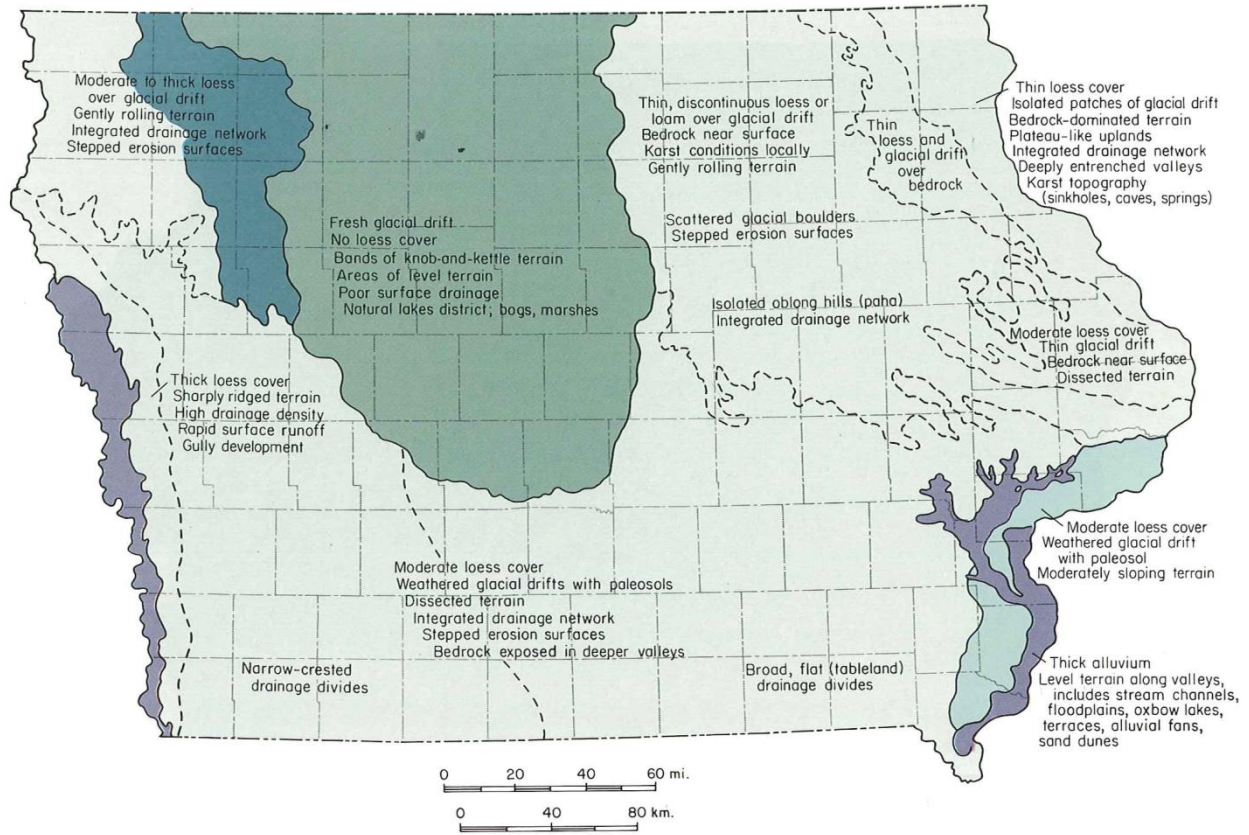 Moderate to thick loess
over glacial drift
Gently rolling terrain
Integrated drainage network
Stepped erosion surfaces
Fresh glacial drift
No loess cover
Bands of knob-and-kettle terrain
Areas of level terrain
Poor surface drainage
Natural lakes district; bogs, marshes
Thin, discontinuous loess or
loam over glacial drift
Bedrock near surface
Karst conditions locally
Gently rolling terrain
Scattered glacial boulders
Stepped erosion surfaces
Isolated oblong hills (paha)
Integrated drainage network
Thin
loess and
glacial drift
over
bedrock
Thin loess cover
Isolated patches of glacial drift
Bedrock-dominated terrain
Plateau-like uplands
Integrated drainage network
Deeply entrenched valleys
Karst topography
(sinkholes, caves, springs)
Moderate loess cover
Thin glacial drift
Bedrock near surface
Dissected terrain
Thick loess cover
Sharply ridged terrain
High drainage density
Rapid surface runoff
Gully development
Moderate loess cover
Weathered glacial drifts with paleosols
Dissected terrain
Integrated drainage network
Stepped erosion surfaces
Bedrock exposed in deeper valleys
Narrow-crested
drainage divides
Broad, flat (tableland)
drainage divides
Moderate loess cover
Weathered glacial drift
with paleosol
Moderately sloping terrain
Thick alluvium
Level terrain along valleys,
includes stream channels,
floodplains, oxbow lakes,
terraces, alluvial fans,
sand dunes
0 20 40 60 mi.
0 40 80 km.